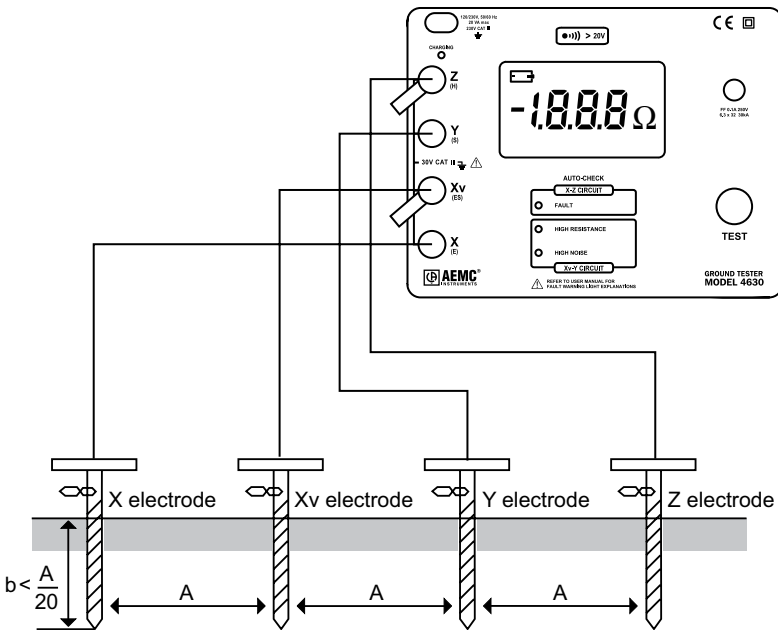 120/230V, 50/60 Hz
20 VA max
230V CAT II
> 20V
CHARGING
Z
(H)
-1.8.8.8 Ω
FF 0.1A 250V
6,3 x 32 30kA
Y
(S)
30V CAT II
AUTO-CHECK
X-Z CIRCUIT
FAULT
Xv
(ES)
HIGH RESISTANCE
TEST
X
(E)
HIGH NOISE
Xv-Y CIRCUIT
AEMC®
INSTRUMENTS
REFER TO USER MANUAL FOR
FAULT WARNING LIGHT EXPLANATIONS
GROUND TESTER
MODEL 4630
X electrode
Xv electrode
Y electrode
Z electrode
b < A
20
A
A
A